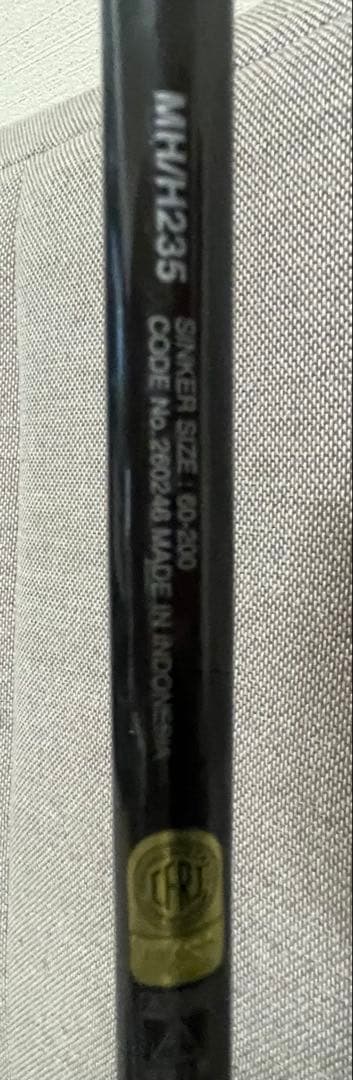 MH/H235
SINKER SIZE : 60-200
CODE No.260248 MADE IN INDONESIA